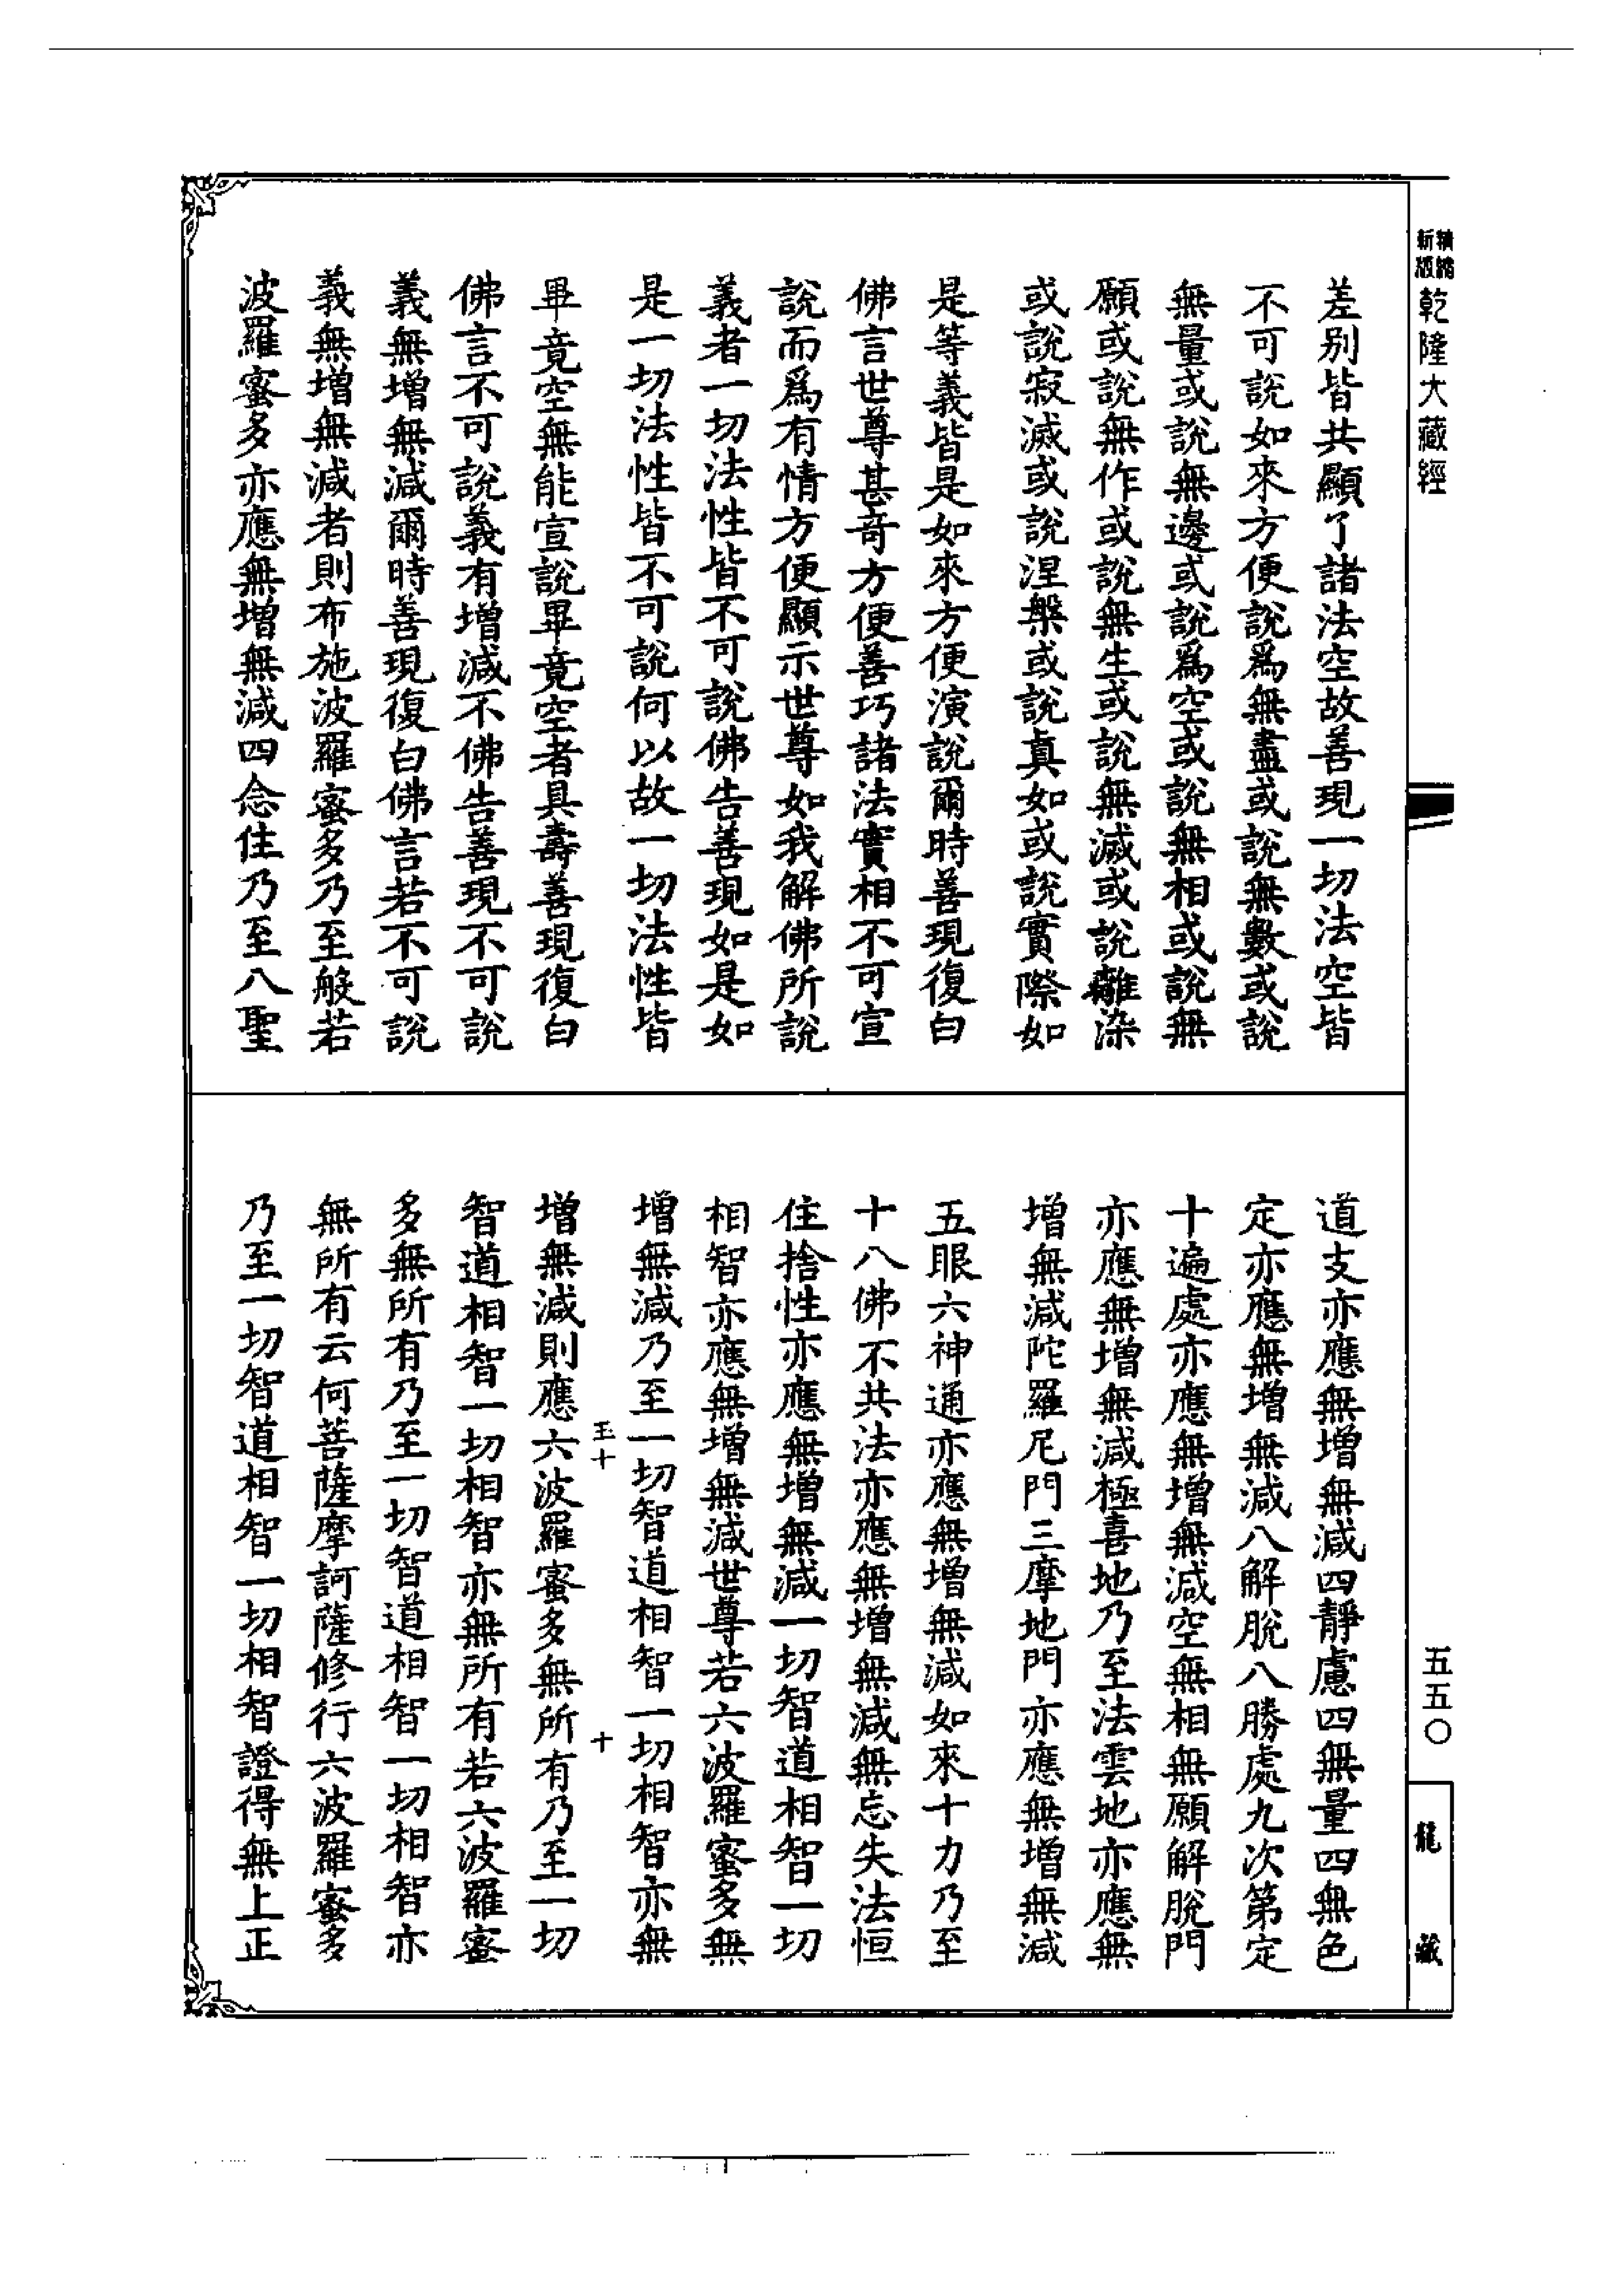 精縮
新版
乾隆大藏經
差别皆共顯了諸法空故善現一切法空皆
不可說如來方便說爲無盡或說無數或說
無量或說無邊或說爲空或說無相或說無
願或說無作或說無生或說無滅或說離染
或說寂滅或說涅槃或說真如或說實際如
是等義皆是如來方便演說爾時善現復白
佛言世尊甚奇方便善巧諸法實相不可宣
說而爲有情方便顯示世尊如我解佛所說
義者一切法性皆不可說佛告善現如是如
是一切法性皆不可說何以故一切法性皆
畢竟空無能宣說畢竟空者具壽善現復白
佛言不可說義有增減不佛告善現不可說
義無增無減爾時善現復白佛言若不可說
義無增無減者則布施波羅蜜多乃至般若
波羅蜜多亦應無增無減四念住乃至八聖
道支亦應無增無減四靜慮四無量四無色
定亦應無增無減八解脫八勝處九次第定
十遍處亦應無增無減空無相無願解脫門
亦應無增無減極喜地乃至法雲地亦應無
增無減陀羅尼門三摩地門亦應無增無減
五眼六神通亦應無增無減如來十力乃至
十八佛不共法亦應無增無減無忘失法恒
住捨性亦應無增無減一切智道相智一切
相智亦應無增無減世尊若六波羅蜜多無
增無減乃至一切智道相智一切相智亦無
玉十
十
增無減則應六波羅蜜多無所有乃至一切
智道相智一切相智亦無所有若六波羅蜜
多無所有乃至一切智道相智一切相智亦
無所有云何菩薩摩訶薩修行六波羅蜜多
乃至一切智道相智一切相智證得無上正
五五〇
龍藏